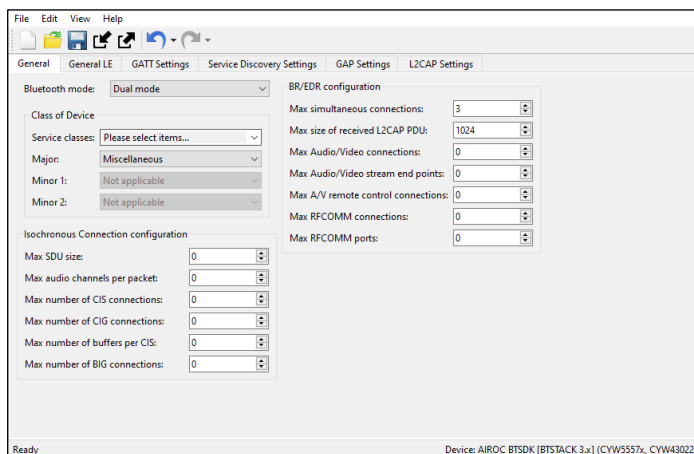 File Edit View Help
General General LE GATT Settings Service Discovery Settings GAP Settings L2CAP Settings
Bluetooth mode: Dual mode
Class of Device
Service classes: Please select items...
Major: Miscellaneous
Minor 1: Not applicable
Minor 2: Not applicable
Isochronous Connection configuration
Max SDU size: 0
Max audio channels per packet: 0
Max number of CIS connections: 0
Max number of CIG connections: 0
Max number of buffers per CIS: 0
Max number of BIG connections: 0
BR/EDR configuration
Max simultaneous connections: 3
Max size of received L2CAP PDU: 1024
Max Audio/Video connections: 0
Max Audio/Video stream end points: 0
Max A/V remote control connections: 0
Max RFCOMM connections: 0
Max RFCOMM ports: 0
Ready Device: AIROC BTSDK [BTSTACK 3.x] (CYW5557x, CYW43022